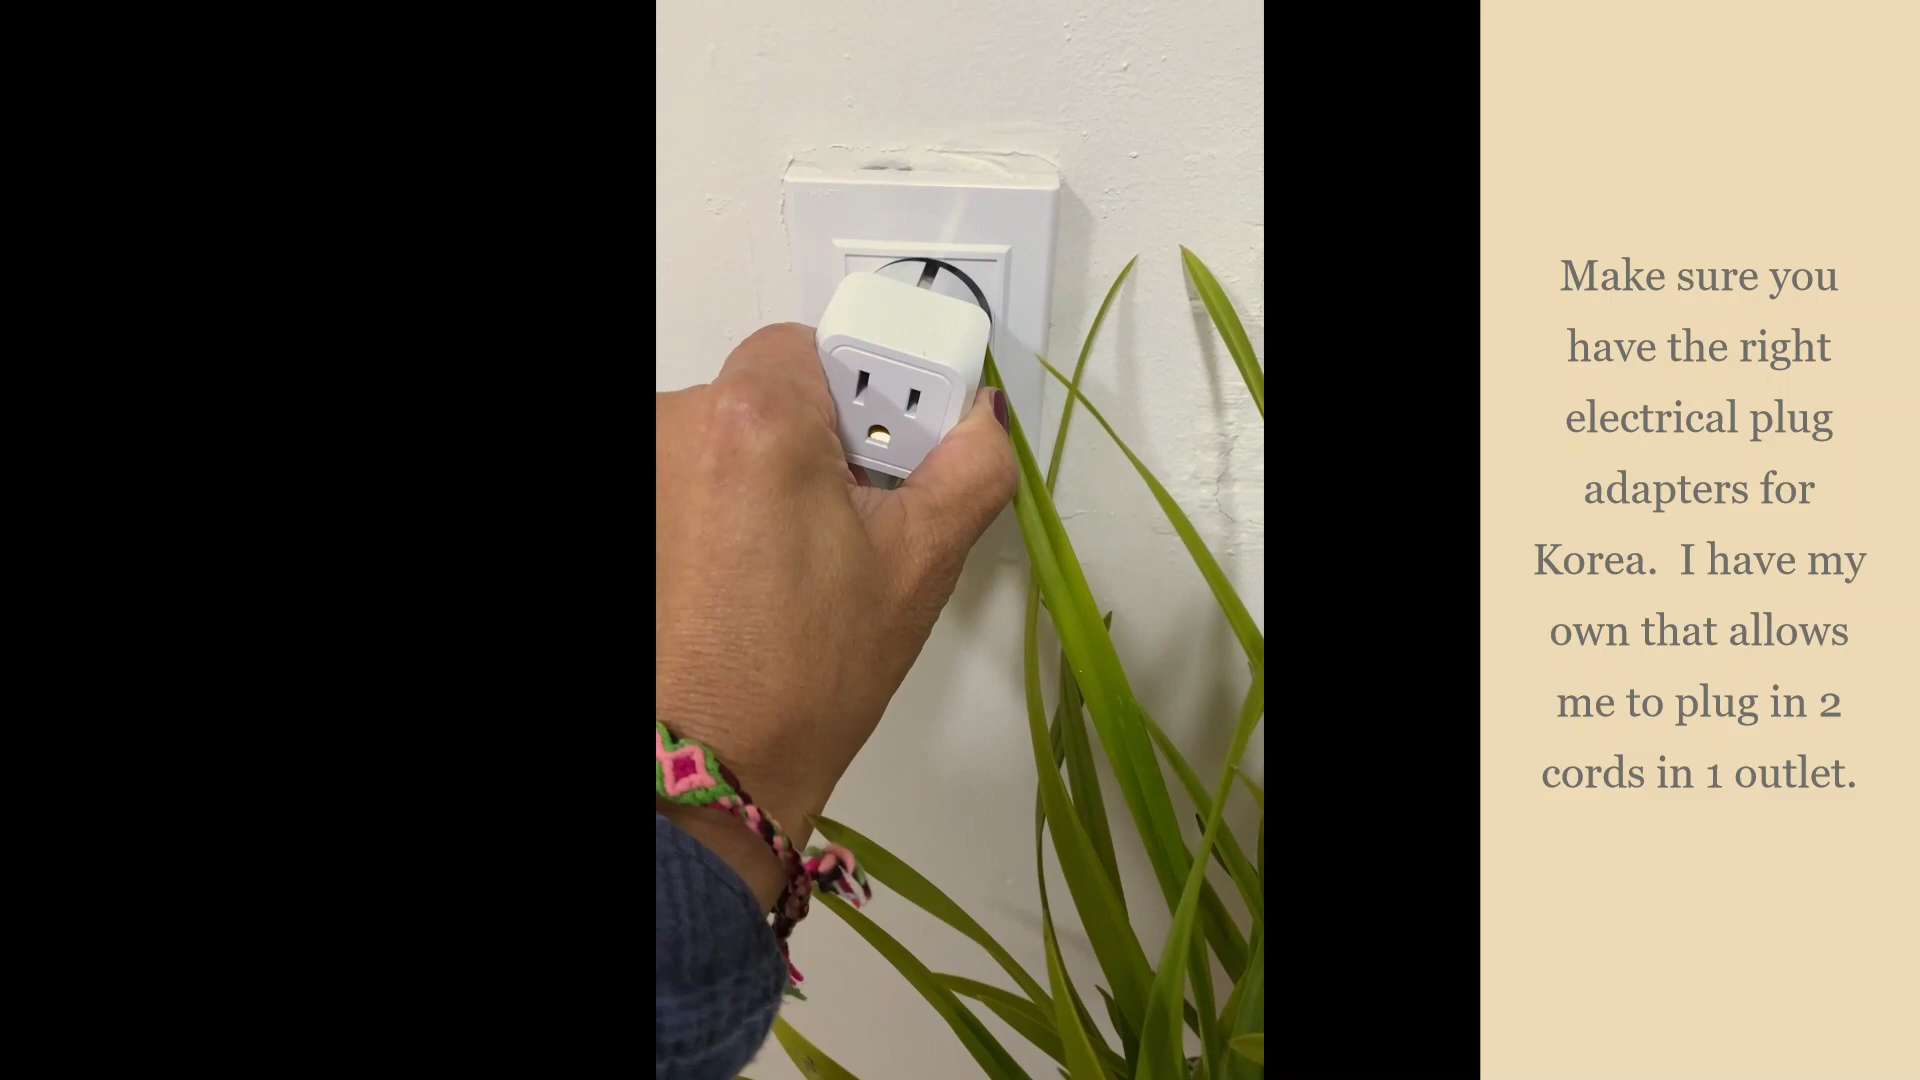 Make sure you
have the right
electrical plug
adapters for
Korea.  I have my
own that allows
me to plug in 2
cords in 1 outlet.